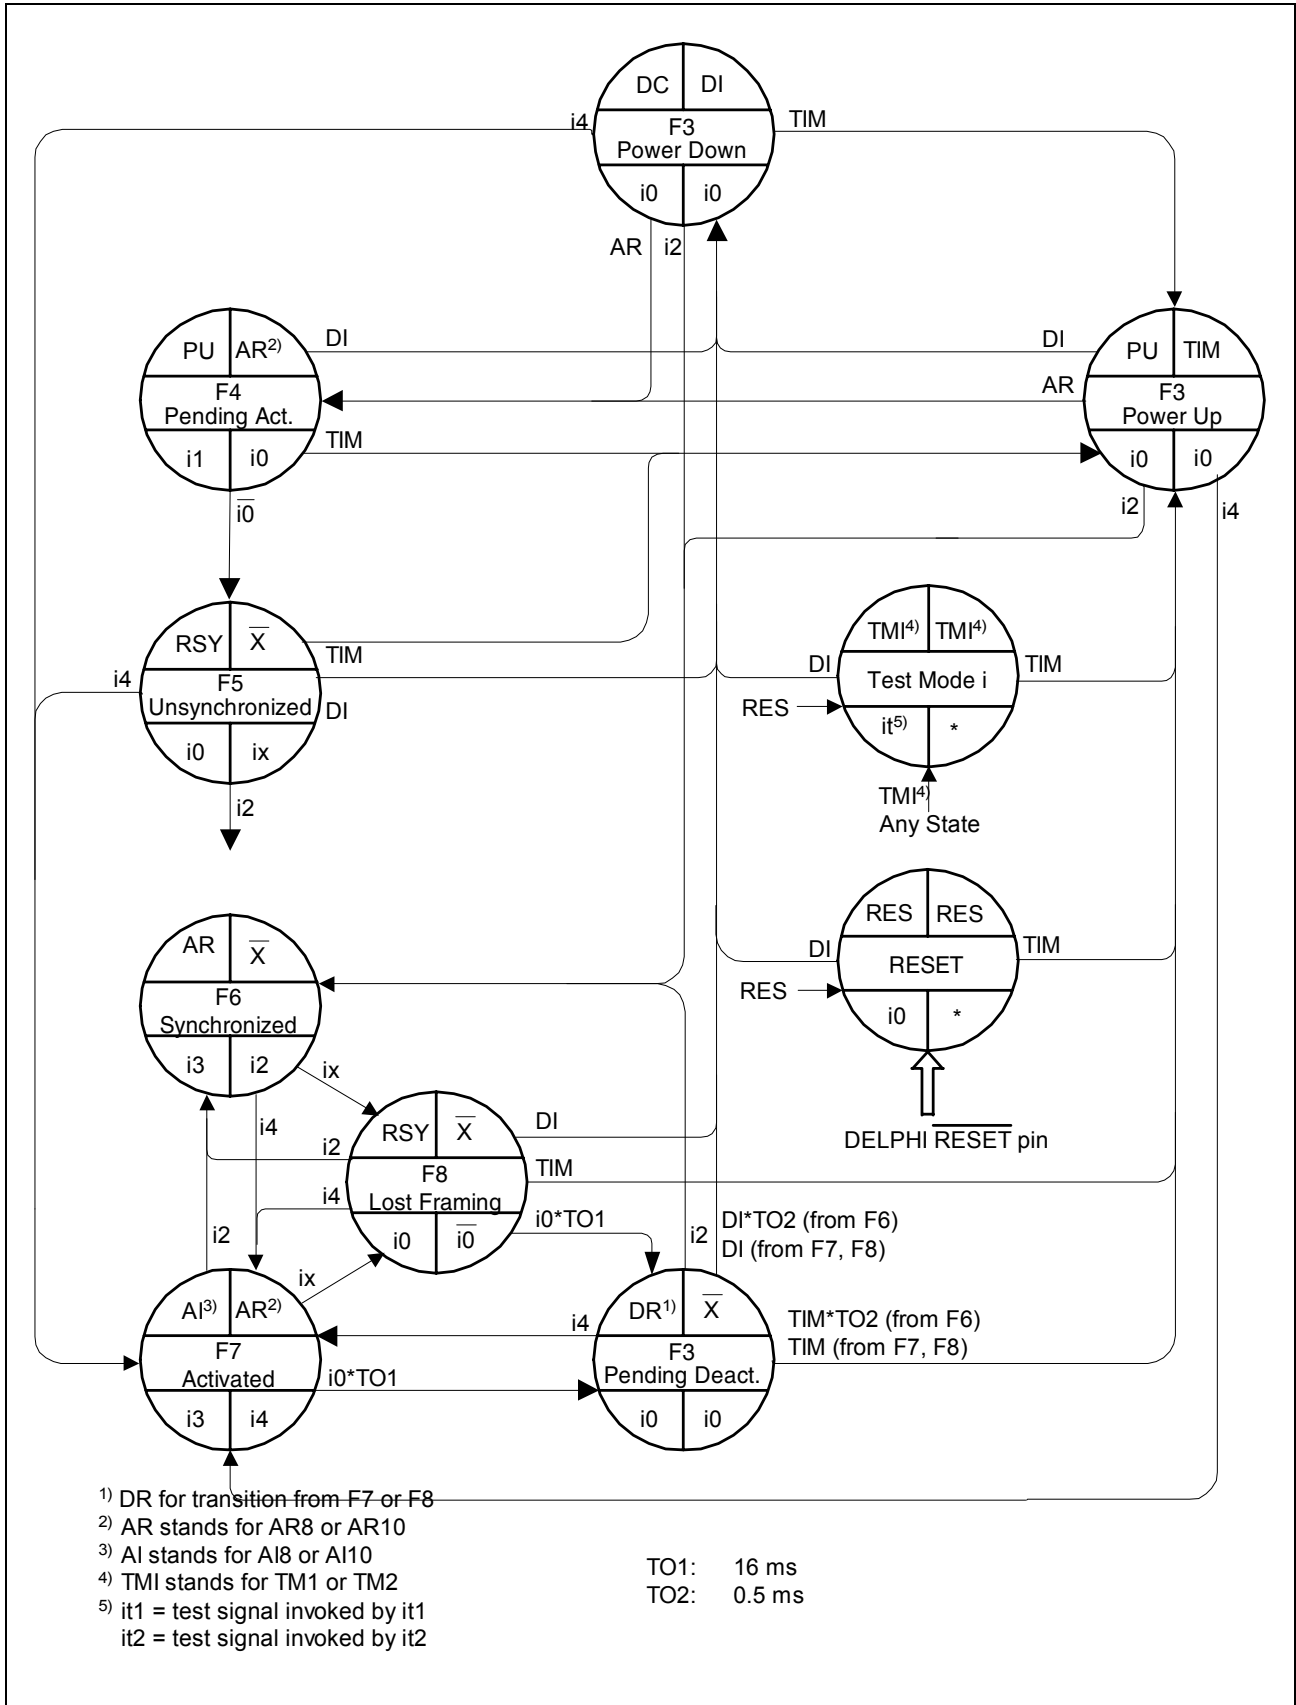 DC DI
i4 TIM
F3
Power Down
i0 i0
AR i2
PU AR2)
DI DI
PU TIM
F4
Pending Act.
AR
F3
Power Up
i1 i0
TIM
i0 i0
i0
i2 i4
RSY X
TIM
i4
F5
Unsynchronized
DI
i0 ix
i2
TMI4) TMI4)
DI TIM
Test Mode i
RES
it5) *
TMI4)
Any State
RES RES
DI TIM
RESET
RES
i0 *
DELPHI RESET pin
AR X
F6
Synchronized
i3 i2
ix
i4
RSY X
DI
i2
TIM
F8
Lost Framing
i4
i0 i0
i0*TO1
i2
ix
i2
DI*TO2 (from F6)
DI (from F7, F8)
AI3) AR2)
DR1) X
i4
TIM*TO2 (from F6)
TIM (from F7, F8)
F7
Activated
F3
Pending Deact.
i0*TO1
i3 i4
i0 i0
1) DR for transition from F7 or F8
2) AR stands for AR8 or AR10
3) AI stands for AI8 or AI10
4) TMI stands for TM1 or TM2
5) it1 = test signal invoked by it1
it2 = test signal invoked by it2
TO1: 16 ms
TO2: 0.5 ms